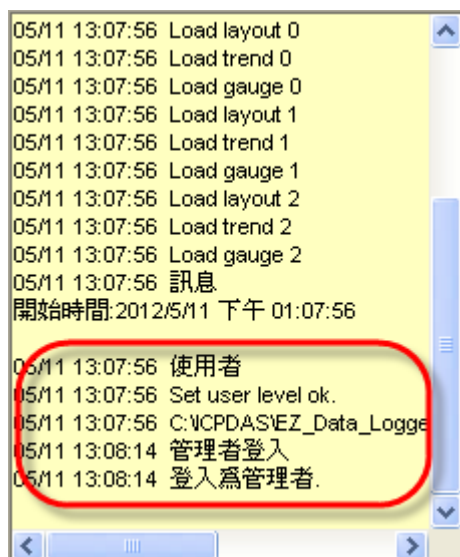 05/11 13:07:56 Load layout 0
05/11 13:07:56 Load trend 0
05/11 13:07:56 Load gauge 0
05/11 13:07:56 Load layout 1
05/11 13:07:56 Load trend 1
05/11 13:07:56 Load gauge 1
05/11 13:07:56 Load layout 2
05/11 13:07:56 Load trend 2
05/11 13:07:56 Load gauge 2
05/11 13:07:56 訊息
開始時間:2012/5/11 下午 01:07:56
05/11 13:07:56 使用者
05/11 13:07:56 Set user level ok.
05/11 13:07:56 C:\ICPDAS\EZ_Data_Logge
05/11 13:08:14 管理者登入
05/11 13:08:14 登入為管理者.